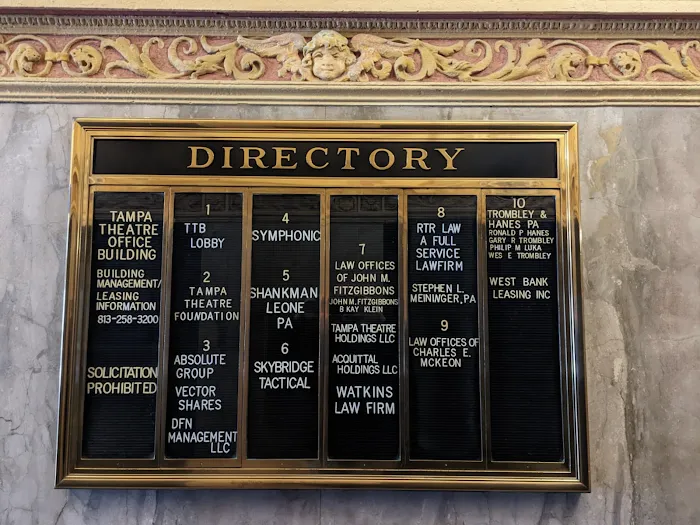 DIRECTORY
TAMPA
THEATRE
OFFICE
BUILDING
BUILDING
MANAGEMENT/
LEASING
INFORMATION
813-258-3200
SOLICITATION
PROHIBITED
1
TTB
LOBBY
2
TAMPA
THEATRE
FOUNDATION
3
ABSOLUTE
GROUP
VECTOR
SHARES
DFN
MANAGEMENT
LLC
4
SYMPHONIC
5
SHANKMAN
LEONE
PA
6
SKYBRIDGE
TACTICAL
7
LAW OFFICES
OF JOHN M.
FITZGIBBONS
JOHN M. FITZGIBBONS
B KAY KLEIN
TAMPA THEATRE
HOLDINGS LLC
ACQUITTAL
HOLDINGS LLC
WATKINS
LAW FIRM
8
RTR LAW
A FULL
SERVICE
LAWFIRM
STEPHEN L.
MEINIWGER, PA
9
LAW OFFICES OF
CHARLES E.
MCKEON
10
TROMBLEY &
HANES PA
RONALD P HANES
GARY R TROMBLEY
PHILIP M LUKA
WES E TROMBLEY
WEST BANK
LEASING INC